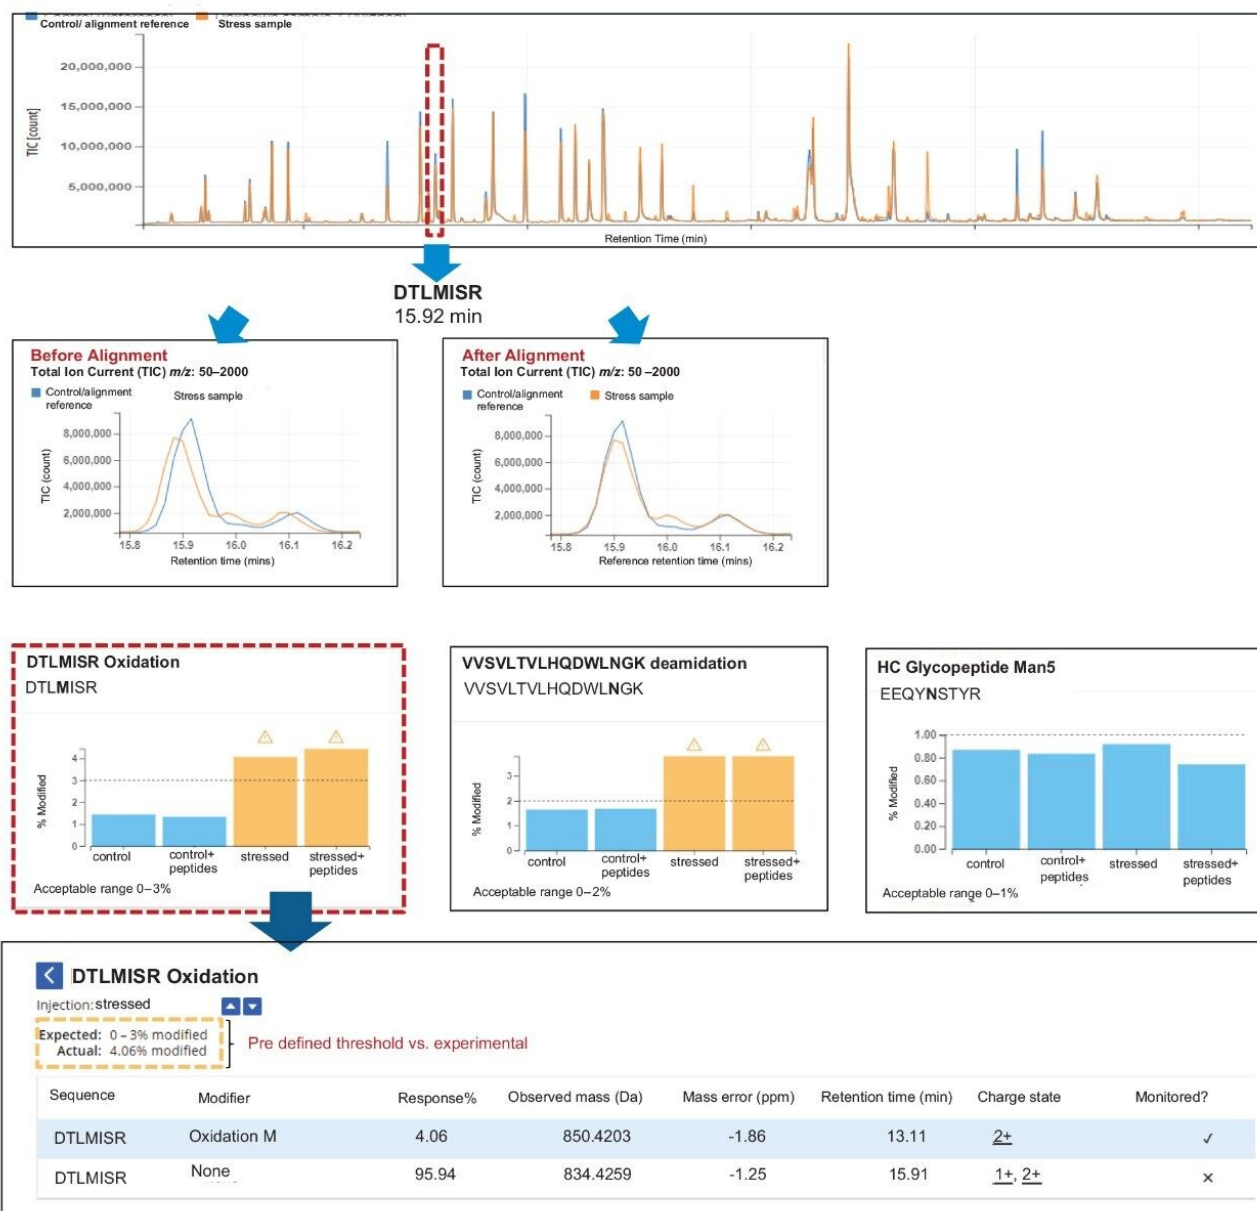 Control/ alignment reference Stress sample
TIC [count]
20,000,000
15,000,000
10,000,000
5,000,000
Retention Time (min)
DTLMISR
15.92 min
Before Alignment
Total Ion Current (TIC) m/z: 50–2000
Control/alignment reference Stress sample
TIC (count)
8,000,000
6,000,000
4,000,000
2,000,000
15.8 15.9 16.0 16.1 16.2
Retention time (mins)
After Alignment
Total Ion Current (TIC) m/z: 50 –2000
Control/alignment reference Stress sample
TIC (count)
8,000,000
6,000,000
4,000,000
2,000,000
15.8 15.9 16.0 16.1 16.2
Reference retention time (mins)
DTLMISR Oxidation
DTLMISR
% Modified
4
3
2
1
0
control control+ peptides stressed stressed+ peptides
Acceptable range 0–3%
VVSVLTVLHQDWLNGK deamidation
VVSVLTVLHQDWLNGK
% Modified
3
2
1
0
control control+ peptides stressed stressed+ peptides
Acceptable range 0–2%
HC Glycopeptide Man5
EEQYNSTYR
% Modified
1.00
0.80
0.60
0.40
0.20
0.00
control control+ peptides stressed stressed+ peptides
Acceptable range 0–1%
DTLMISR Oxidation
Injection: stressed
Expected: 0 – 3% modified
Actual: 4.06% modified
Pre defined threshold vs. experimental
Sequence Modifier Response% Observed mass (Da) Mass error (ppm) Retention time (min) Charge state Monitored?
DTLMISR Oxidation M 4.06 850.4203 -1.86 13.11 2+ ✓
DTLMISR None 95.94 834.4259 -1.25 15.91 1+, 2+ ×